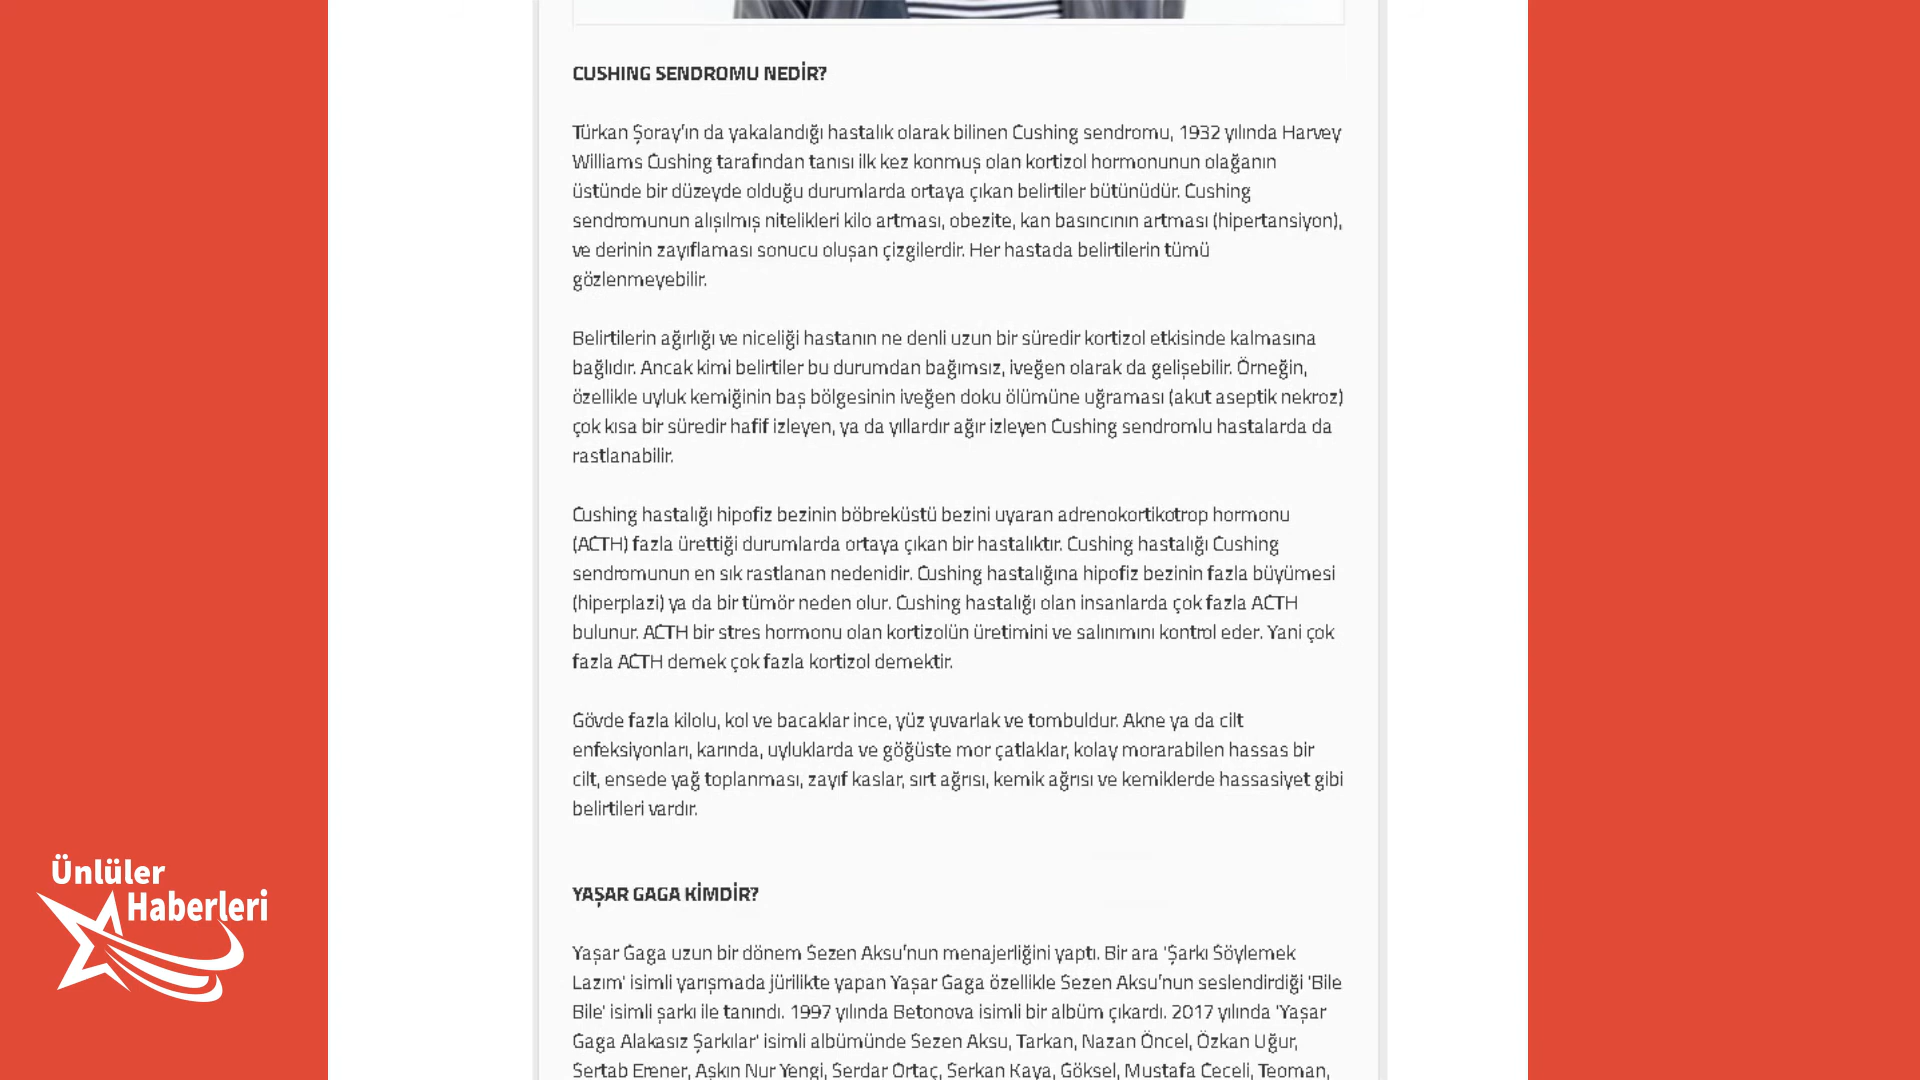 CUSHING SENDROMU NEDİR?
Türkan Şoray'ın da yakalandığı hastalık olarak bilinen Cushing sendromu, 1932 yılında Harvey
Williams Cushing tarafından tanısı ilk kez konmuş olan kortizol hormonunun olağanın
üstünde bir düzeyde olduğu durumlarda ortaya çıkan belirtiler bütünüdür. Cushing
sendromunun alışılmış nitelikleri kilo artması, obezite, kan basıncının artması (hipertansiyon),
ve derinin zayıflaması sonucu oluşan çizgilerdir. Her hastada belirtilerin tümü
gözlenmeyebilir.
Belirtilerin ağırlığı ve niceliği hastanın ne denli uzun bir süredir kortizol etkisinde kalmasına
bağlıdır. Ancak kimi belirtiler bu durumdan bağımsız, iveğen olarak da gelişebilir. Örneğin,
özellikle uyluk kemiğinin baş bölgesinin iveğen doku ölümüne uğraması (akut aseptik nekroz)
çok kısa bir süredir hafif izleyen, ya da yıllardır ağır izleyen Cushing sendromlu hastalarda da
rastlanabilir.
Cushing hastalığı hipofiz bezinin böbreküstü bezini uyaran adrenokortikotrop hormonu
(ACTH) fazla ürettiği durumlarda ortaya çıkan bir hastalıktır. Cushing hastalığı Cushing
sendromunun en sık rastlanan nedenidir. Cushing hastalığına hipofiz bezinin fazla büyümesi
(hiperplazi) ya da bir tümör neden olur. Cushing hastalığı olan insanlarda çok fazla ACTH
bulunur. ACTH bir stres hormonu olan kortizolün üretimini ve salınımını kontrol eder. Yani çok
fazla ACTH demek çok fazla kortizol demektir.
Gövde fazla kilolu, kol ve bacaklar ince, yüz yuvarlak ve tombuldur. Akne ya da cilt
enfeksiyonları, karında, uyluklarda ve göğüste mor çatlaklar, kolay morarabilen hassas bir
cilt, ensede yağ toplanması, zayıf kaslar, sırt ağrısı, kemik ağrısı ve kemiklerde hassasiyet gibi
belirtileri vardır.
YAŞAR GAGA KİMDİR?
Yaşar Gaga uzun bir dönem Sezen Aksu'nun menajerliğini yaptı. Bir ara 'Şarkı Söylemek
Lazım' isimli yarışmada jürilikte yapan Yaşar Gaga özellikle Sezen Aksu'nun seslendirdiği 'Bile
Bile' isimli şarkı ile tanındı. 1997 yılında Betonova isimli bir albüm çıkardı. 2017 yılında 'Yaşar
Gaga Alakasız Şarkılar' isimli albümünde Sezen Aksu, Tarkan, Nazan Öncel, Özkan Uğur,
Sertab Erener, Aşkın Nur Yengi, Serdar Ortaç, Serkan Kaya, Göksel, Mustafa Ceceli, Teoman,
Ünlüler
Haberleri